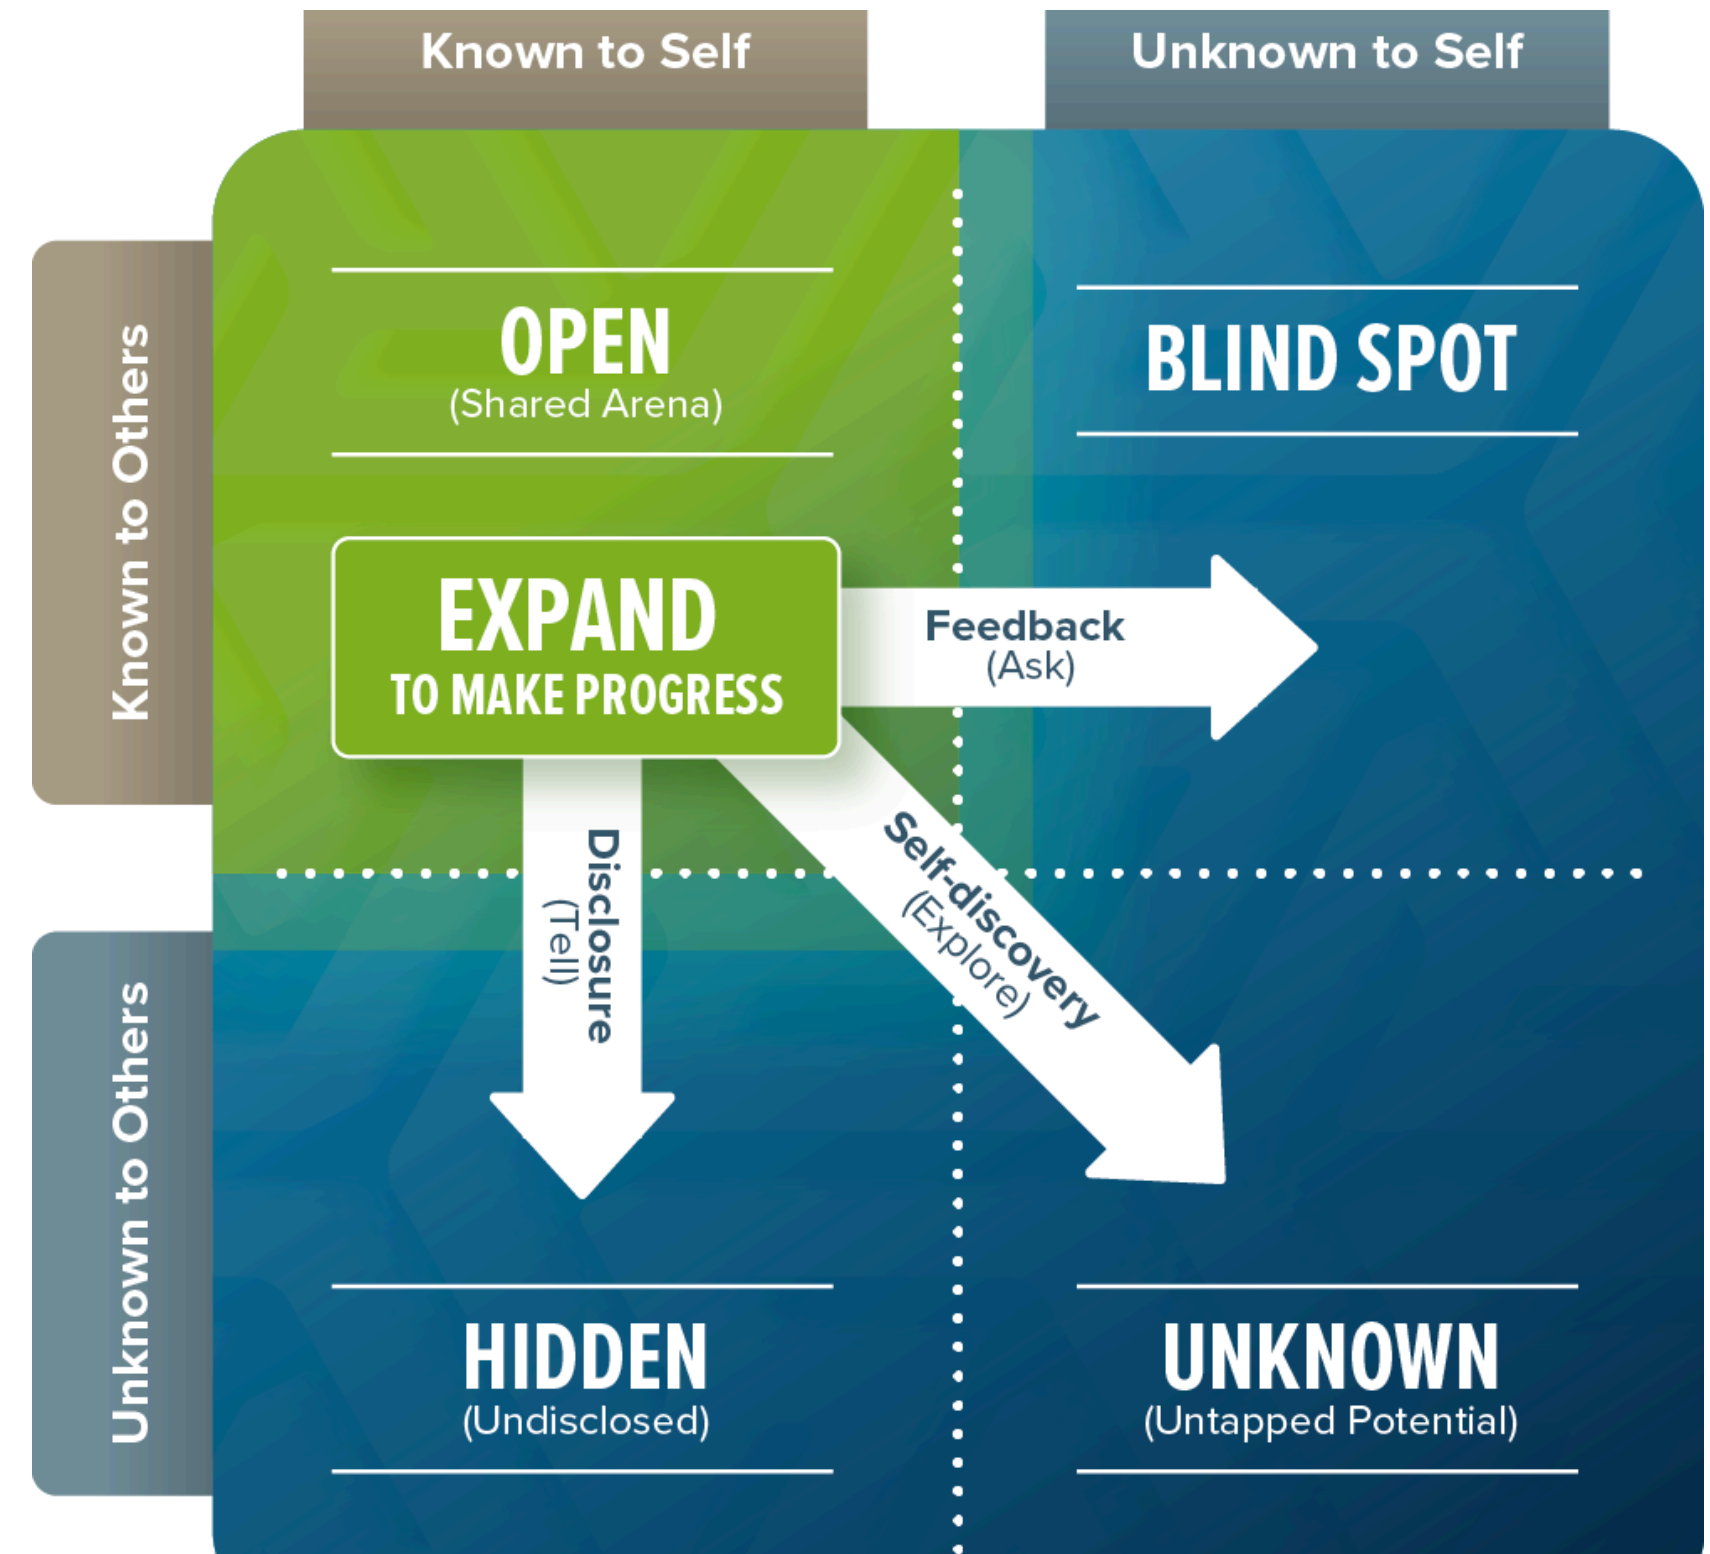 Known to Self
Unknown to Self
Known to Others
OPEN
(Shared Arena)
BLIND SPOT
EXPAND
TO MAKE PROGRESS
Feedback
(Ask)
Disclosure
(Tell)
Self-discovery
(Explore)
Unknown to Others
HIDDEN
(Undisclosed)
UNKNOWN
(Untapped Potential)